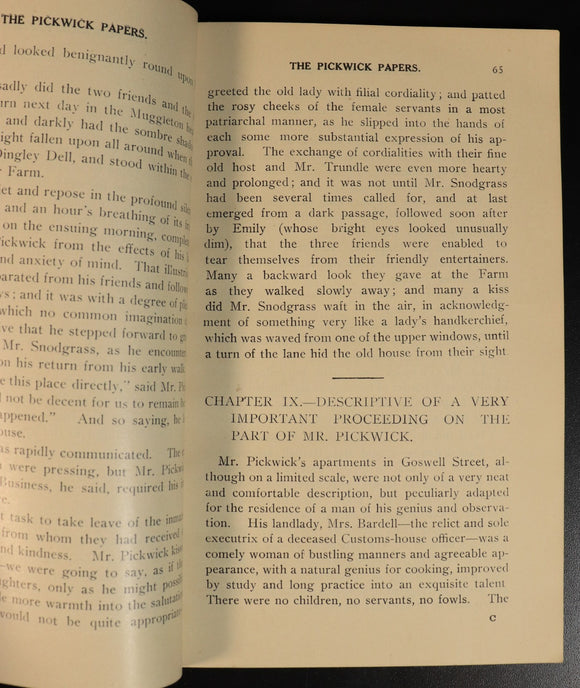 THE PICKWICK PAPERS.
d looked benignantly round upon
sadly did the two friends and the
urn next day in the Muggleton
and darkly had the sombre
ight fallen upon all around when
Dingley Dell, and stood within the
r Farm.
et and repose in the profound
and an hour's breathing of its
on the ensuing morning,
ickwick from the effects of his
nd anxiety of mind. That
parated from his friends and
ys; and it was with a degree of
which no common imagination
ve that he stepped forward to
Mr. Snodgrass, as he
on his return from his early walk
e this place directly," said Mr.
d not be decent for us to remain
appened." And so saying, he
ouse.
as rapidly communicated. The
were pressing, but Mr.
Business, he said, required his
re.
t task to take leave of the
from whom they had received
nd kindness. Mr. Pickwick
—we were going to say, as if
ghters, only as he might
le more warmth into the
would not be quite appropriate
THE PICKWICK PAPERS. 65
greeted the old lady with filial cordiality; and patted
the rosy cheeks of the female servants in a most
patriarchal manner, as he slipped into the hands of
each some more substantial expression of his ap-
proval. The exchange of cordialities with their fine
old host and Mr. Trundle were even more hearty
and prolonged; and it was not until Mr. Snodgrass
had been several times called for, and at last
emerged from a dark passage, followed soon after
by Emily (whose bright eyes looked unusually
dim), that the three friends were enabled to
tear themselves from their friendly entertainers.
Many a backward look they gave at the Farm
as they walked slowly away; and many a kiss
did Mr. Snodgrass waft in the air, in acknowledg-
ment of something very like a lady's handkerchief,
which was waved from one of the upper windows, until
a turn of the lane hid the old house from their sight
CHAPTER IX.—DESCRIPTIVE OF A VERY
IMPORTANT PROCEEDING ON THE
PART OF MR. PICKWICK.
Mr. Pickwick's apartments in Goswell Street, al-
though on a limited scale, were not only of a very neat
and comfortable description, but peculiarly adapted
for the residence of a man of his genius and observa-
tion. His landlady, Mrs. Bardell—the relict and sole
executrix of a deceased Customs-house officer—was a
comely woman of bustling manners and agreeable ap-
pearance, with a natural genius for cooking, improved
by study and long practice into an exquisite talent
There were no children, no servants, no fowls. The
C